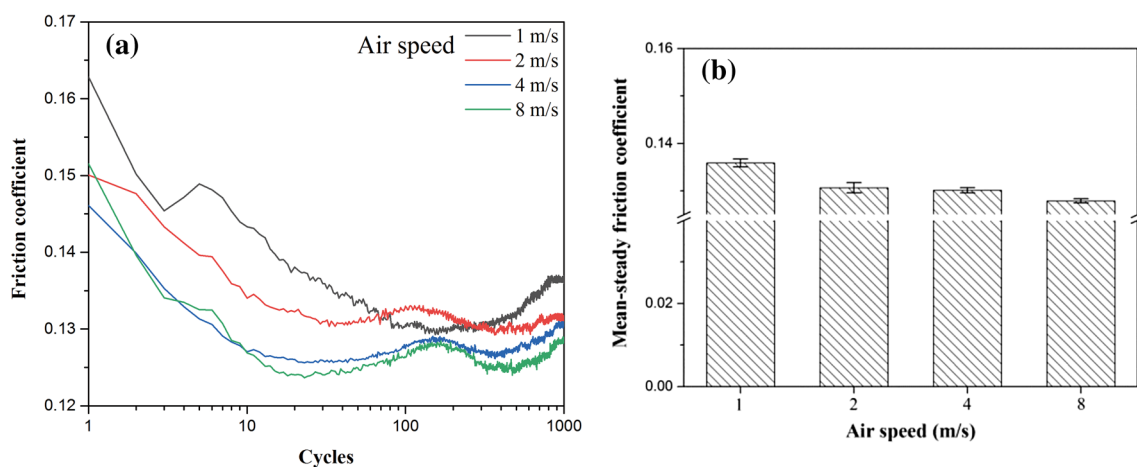 (a)
Air speed
1 m/s
2 m/s
4 m/s
8 m/s
Friction coefficient
0.17
0.16
0.15
0.14
0.13
0.12
1
10
100
1000
Cycles
(b)
Mean-steady friction coefficient
0.16
0.14
0.02
0.00
1
2
4
8
Air speed (m/s)